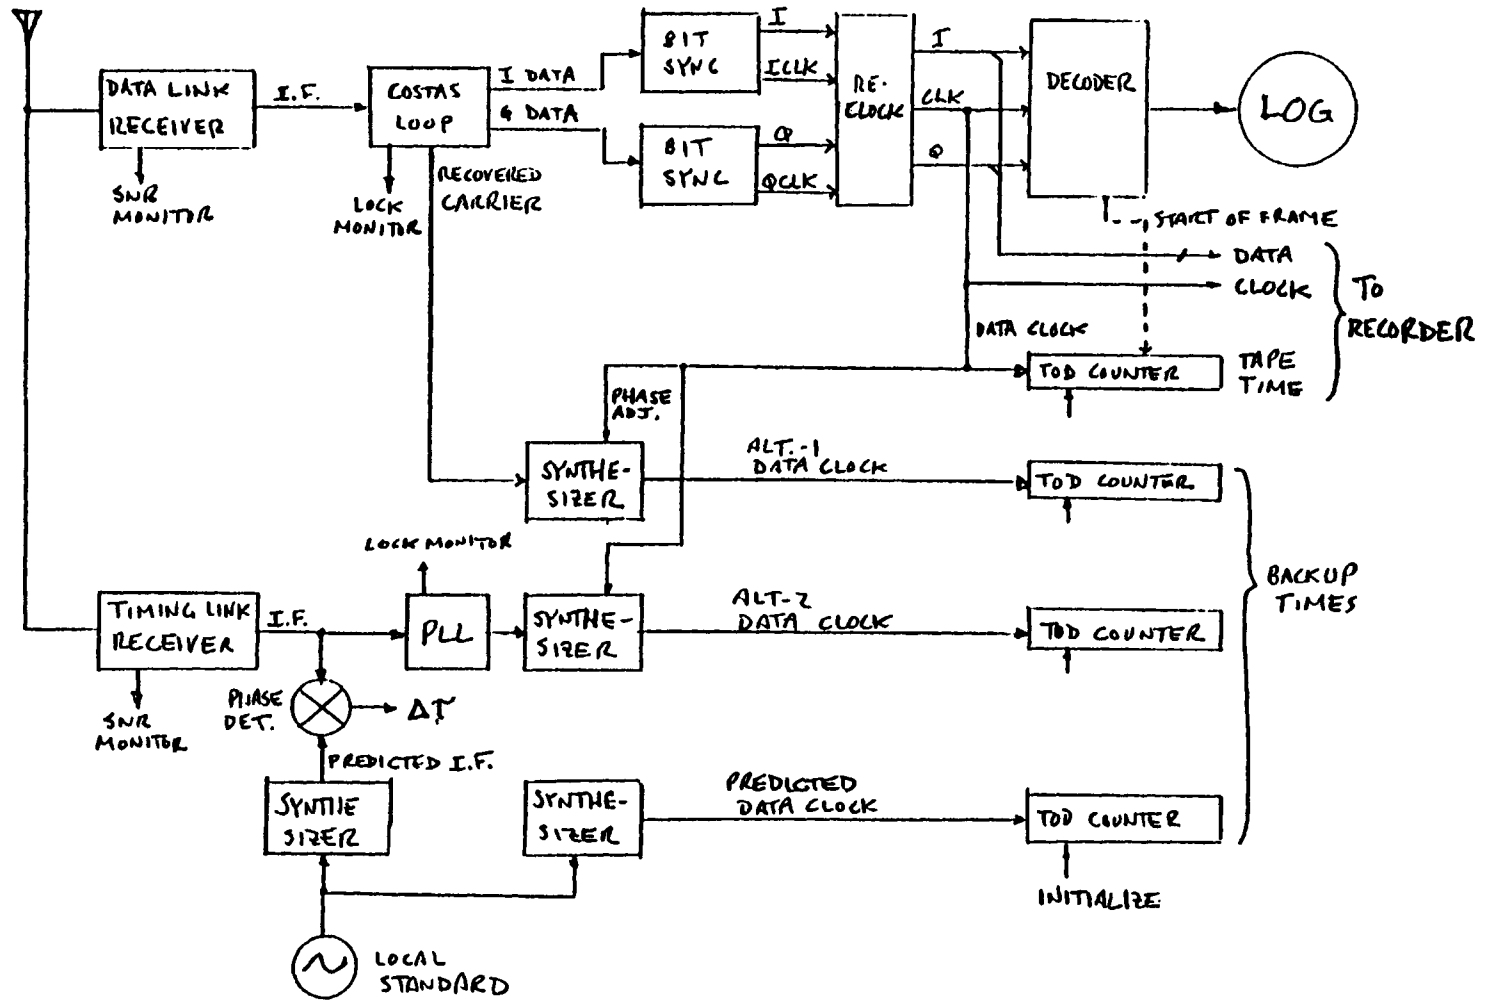 DATA LINK
RECEIVER
I.F.
SNR
MONITOR
COSTAS
LOOP
LOCK
MONITOR
RECOVERED
CARRIER
I DATA
Q DATA
BIT
SYNC
BIT
SYNC
I
ICLK
Q
QCLK
RE-
CLOCK
I
CLK
Q
DECODER
LOG
START OF FRAME
DATA
CLOCK
TO
RECORDER
DATA CLOCK
TOD COUNTER
TAPE
TIME
PHASE
ADJ.
SYNTHE-
SIZER
ALT.-1
DATA CLOCK
TOD COUNTER
LOCK MONITOR
TIMING LINK
RECEIVER
I.F.
PLL
SYNTHE-
SIZER
ALT-2
DATA CLOCK
TOD COUNTER
BACKUP
TIMES
SNR
MONITOR
PHASE
DET.
ΔT
PREDICTED I.F.
SYNTHE
SIZER
SYNTHE-
SIZER
PREDICTED
DATA CLOCK
TOD COUNTER
INITIALIZE
LOCAL
STANDARD